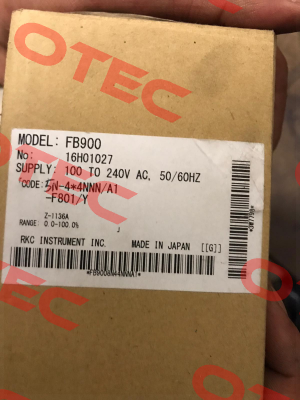 OTEC
MODEL: FB900
No: 16H01027
SUPPLY: 100 TO 240V AC, 50/60HZ
CODE: 5N-4*4NNN/A1
-F801/Y
Z-1136A
RANGE: 0.0-100.0%
RKC INSTRUMENT INC. MADE IN JAPAN [[G]]
OTEC